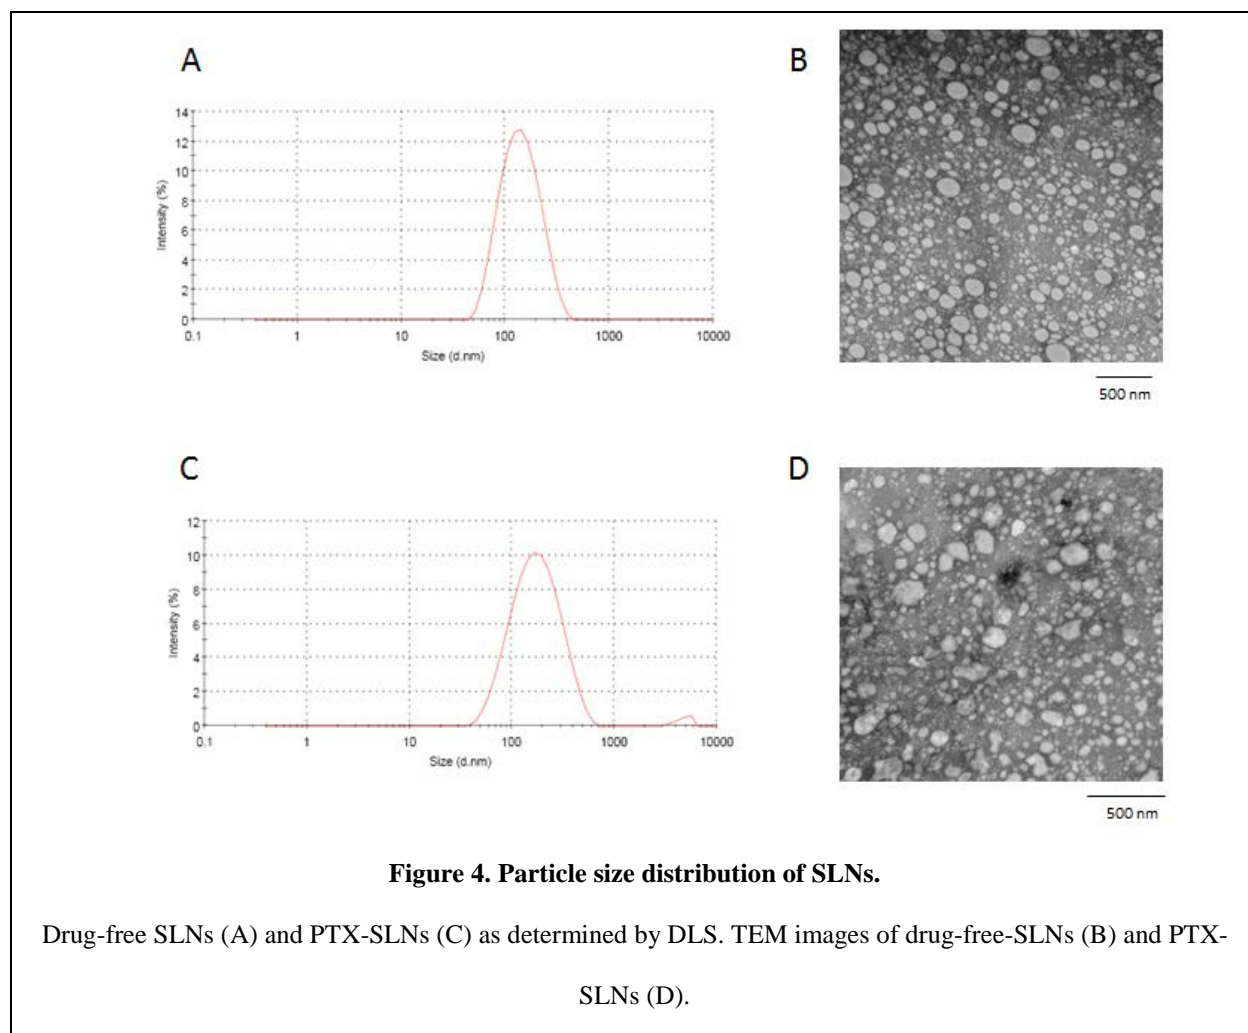 A
B
14
12
10
8
6
4
2
0
Intensity (%)
0.1 1 10 100 1000 10000
Size (d.nm)
500 nm
C
D
12
10
8
6
4
2
0
Intensity (%)
0.1 1 10 100 1000 10000
Size (d.nm)
500 nm
Figure 4. Particle size distribution of SLNs.
Drug-free SLNs (A) and PTX-SLNs (C) as determined by DLS. TEM images of drug-free-SLNs (B) and PTX-
SLNs (D).